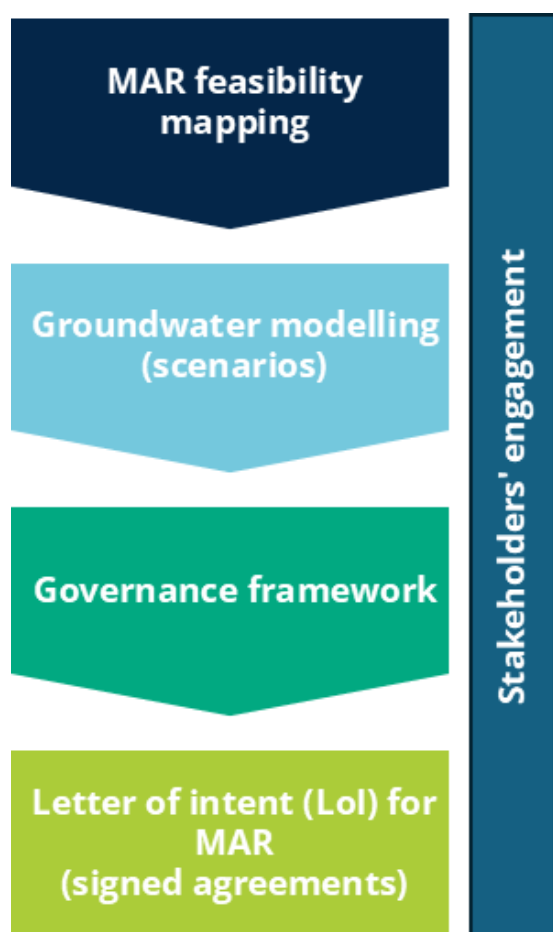 MAR feasibility
mapping
Groundwater modelling
(scenarios)
Governance framework
Letter of intent (LoI) for
MAR
(signed agreements)
Stakeholders' engagement